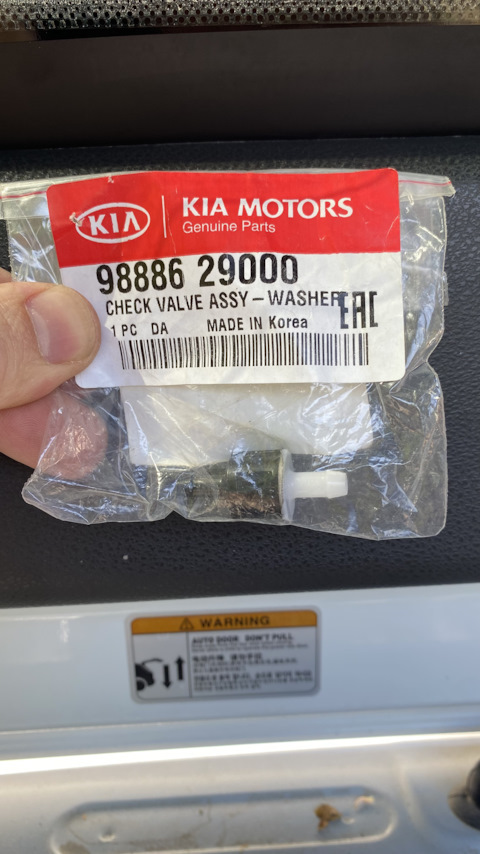 KIA
KIA MOTORS
Genuine Parts
98886 29000
CHECK VALVE ASSY-WASHER
EAC
1 PC DA MADE IN Korea
WARNING
AUTO DOOR DON'T PULL